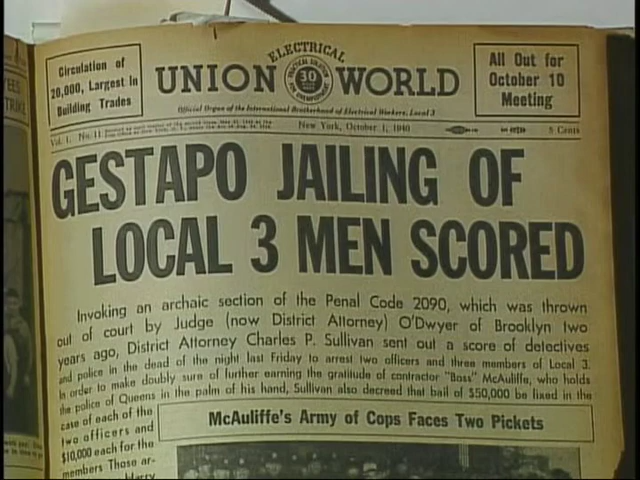 Circulation of
20,000, Largest in
Building Trades
ELECTRICAL
UNION WORLD
30
All Out for
October 10
Meeting
Official Organ of the International Brotherhood of Electrical Workers, Local 3
Vol. 1. No. 11
New York, October 1, 1940
5 Cents
GESTAPO JAILING OF
LOCAL 3 MEN SCORED
Invoking an archaic section of the Penal Code 2090, which was thrown
out of court by Judge (now District Attorney) O'Dwyer of Brooklyn two
years ago, District Attorney Charles P. Sullivan sent out a score of detectives
and police in the dead of the night last Friday to arrest two officers and three members of Local 3.
In order to make doubly sure of further earning the gratitude of contractor "Boss" McAuliffe, who holds
the police of Queens in the palm of his hand, Sullivan also decreed that bail of $50,000 be fixed in the
case of each of the
two officers and
$10,000 each for the
members Those ar-
Harry
McAuliffe's Army of Cops Faces Two Pickets